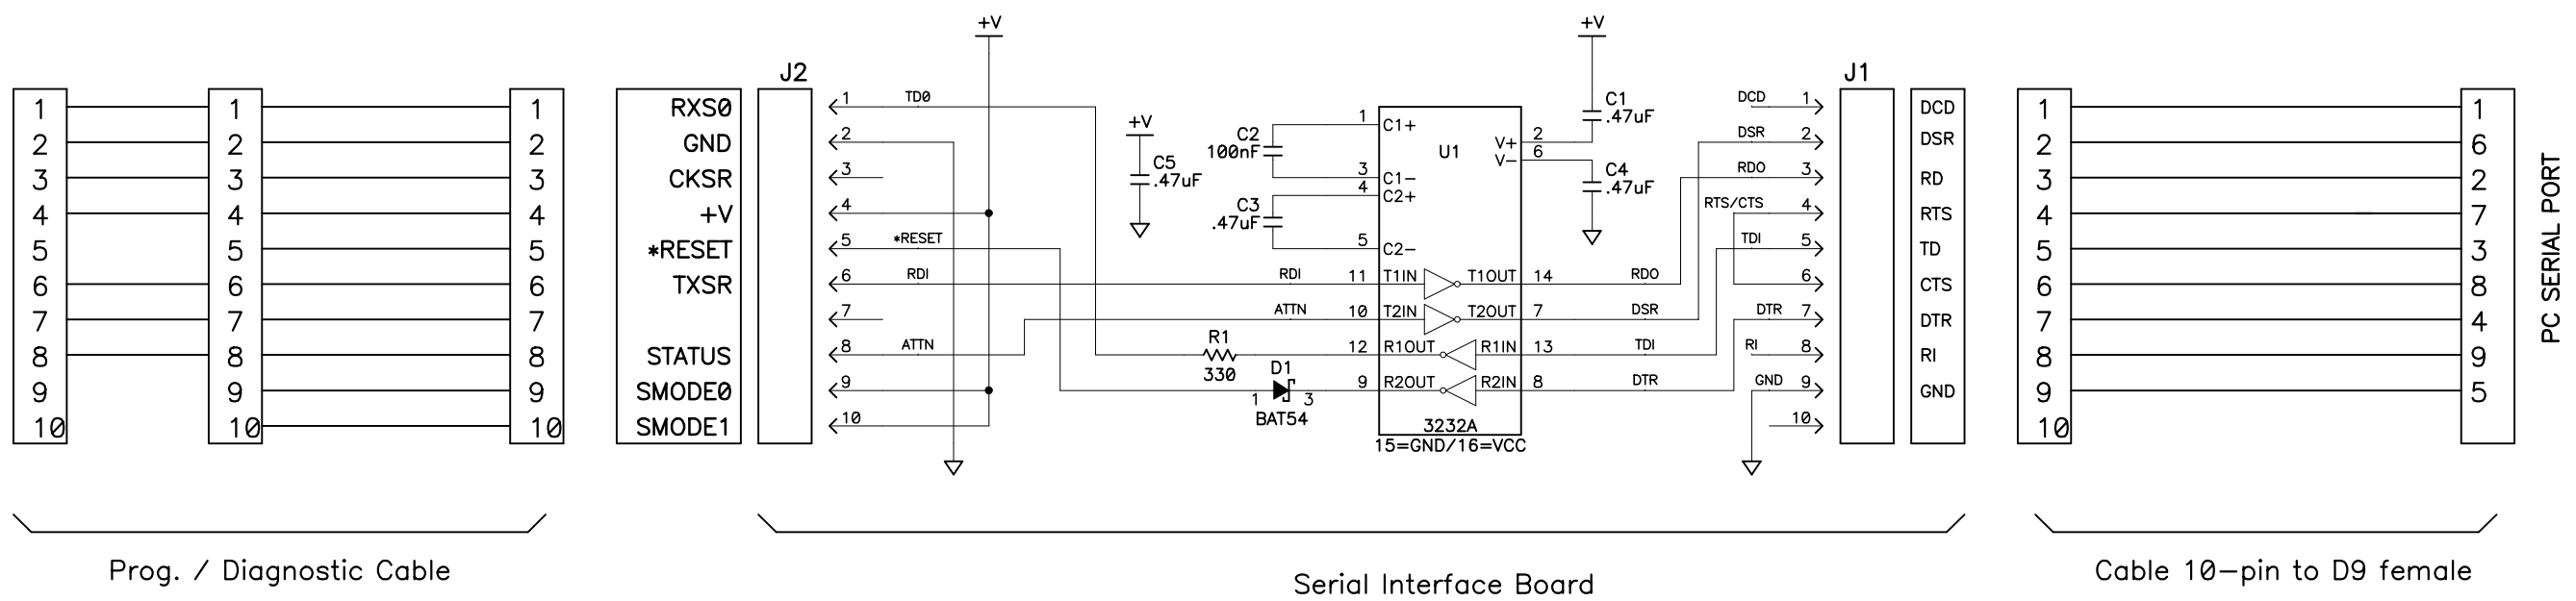 +V
+V
J2
J1
1 1 1
2 2 2
3 3 3
4 4 4
5 5 5
6 6 6
7 7 7
8 8 8
9 9 9
10 10 10
RXS0
GND
CKSR
+V
*RESET
TXSR
STATUS
SMODE0
SMODE1
1 TD0
2
3
4
5 *RESET
6 RDI
7
8 ATTN
9
10
+V
C5
.47uF
C2
100nF
C3
.47uF
RDI
ATTN
R1
330
D1
1 3
BAT54
1 C1+
3 C1-
4 C2+
5 C2-
11 T1IN T1OUT 14
10 T2IN T2OUT 7
12 R1OUT R1IN 13
9 R2OUT R2IN 8
U1
V+ 2
V- 6
3232A
15=GND/16=VCC
C1
.47uF
C4
.47uF
RDO
DSR
TDI
DTR
DCD 1
DSR 2
RDO 3
RTS/CTS 4
TDI 5
6
DTR 7
RI 8
GND 9
10
DCD
DSR
RD
RTS
TD
CTS
DTR
RI
GND
1 1
2 6
3 2
4 7
5 3
6 8
7 4
8 9
9 5
10
PC SERIAL PORT
Prog. / Diagnostic Cable
Serial Interface Board
Cable 10-pin to D9 female